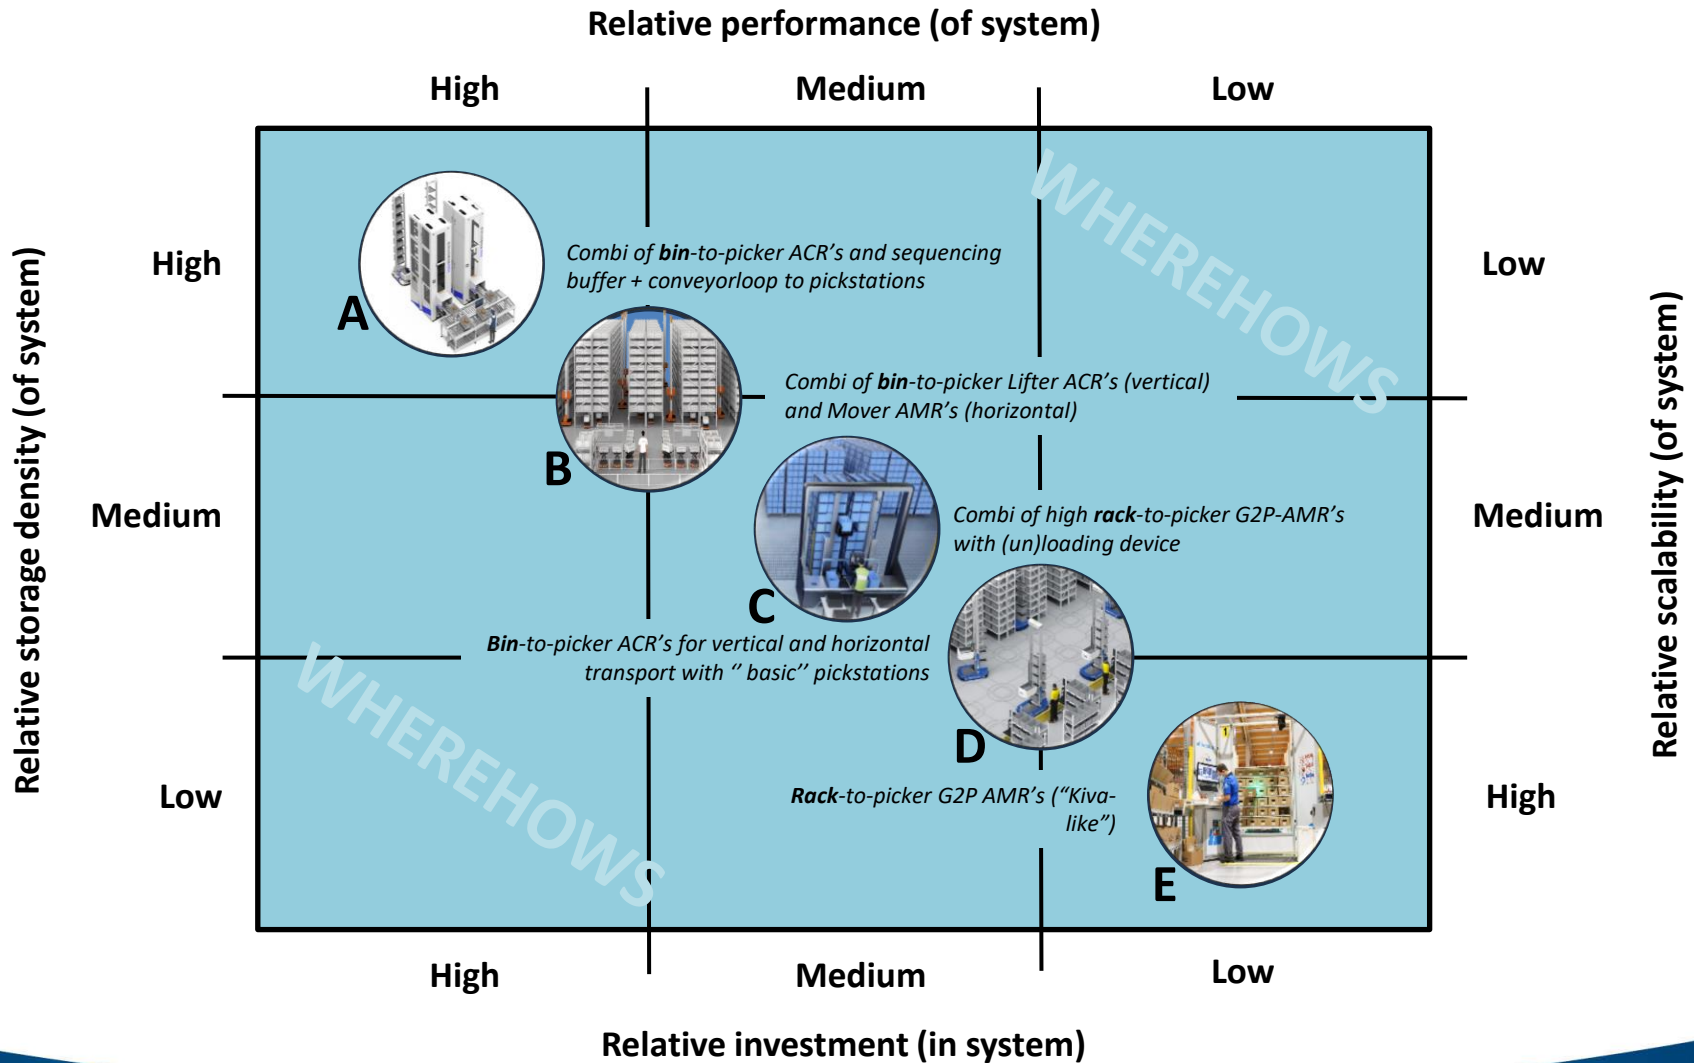 Relative performance (of system)
High
Medium
Low
Relative storage density (of system)
High
Medium
Low
WHEREHOWS
A
Combi of bin-to-picker ACR's and sequencing
buffer + conveyorloop to pickstations
B
Combi of bin-to-picker Lifter ACR's (vertical)
and Mover AMR's (horizontal)
C
Combi of high rack-to-picker G2P-AMR's
with (un)loading device
D
Bin-to-picker ACR's for vertical and horizontal
transport with ‘’ basic’’ pickstations
E
Rack-to-picker G2P AMR's (“Kiva-
like”)
WHEREHOWS
Low
Medium
High
Relative scalability (of system)
High
Medium
Low
Relative investment (in system)